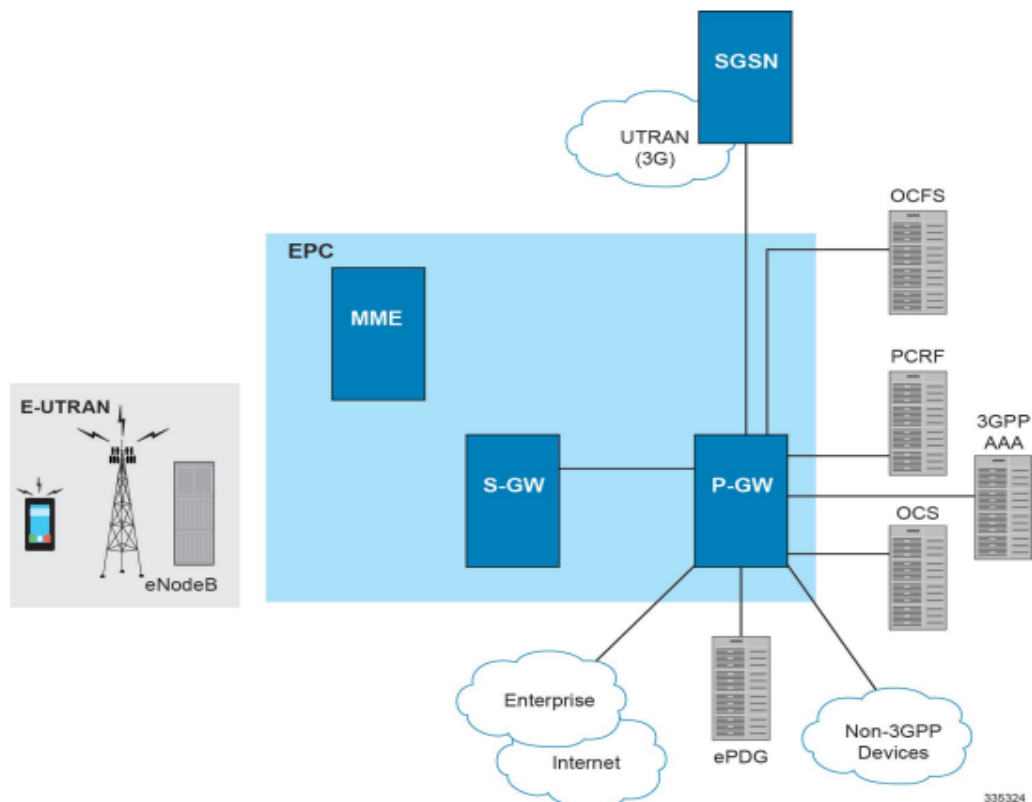 SGSN
UTRAN
(3G)
OCFS
EPC
MME
PCRF
E-UTRAN
3GPP
AAA
S-GW
P-GW
OCS
eNodeB
Enterprise
Internet
ePDG
Non-3GPP
Devices
335324